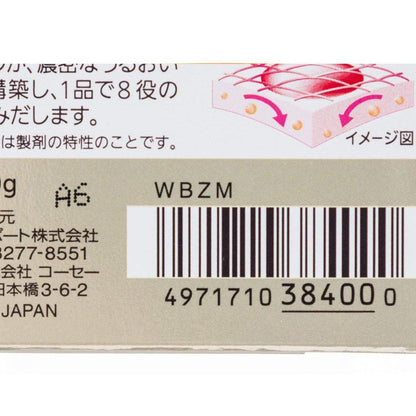 濃密なうるおい
構築し、1品で8役の
みだします。
は製剤の特性のことです。
イメージ図
g
A6
WBZM
元
ポート株式会社
3277-8551
会社 コーセー
日本橋3-6-2
JAPAN
4971710 38400 0